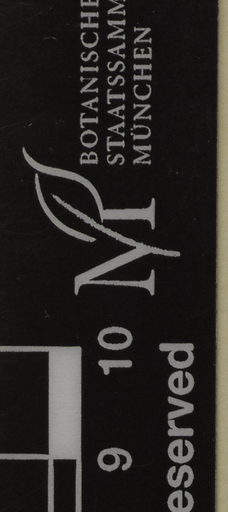 BOTANISCHE
STAATSSAMM
MÜNCHEN
M
9 10
eserved